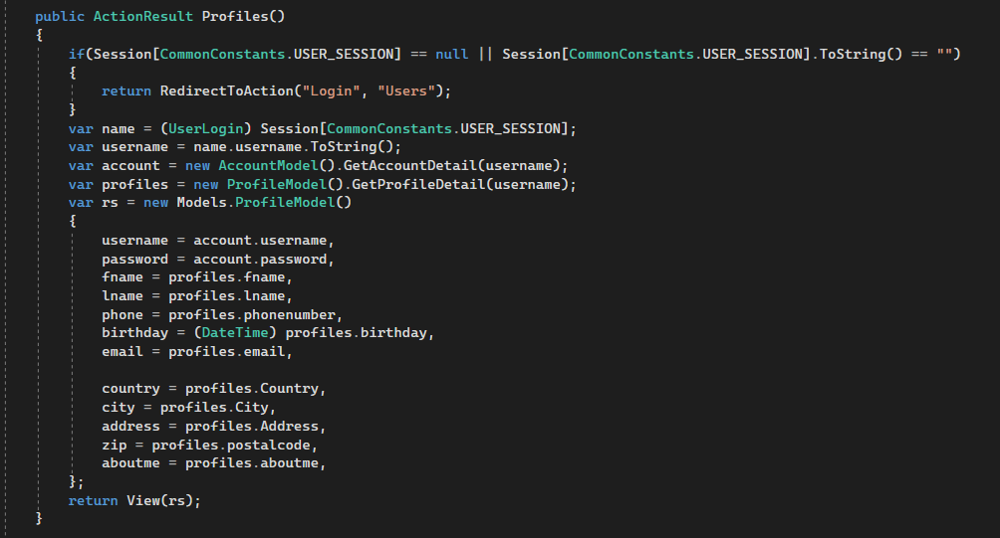 public ActionResult Profiles()
{
if(Session[CommonConstants.USER_SESSION] == null || Session[CommonConstants.USER_SESSION].ToString() == "")
{
return RedirectToAction("Login", "Users");
}
var name = (UserLogin) Session[CommonConstants.USER_SESSION];
var username = name.username.ToString();
var account = new AccountModel().GetAccountDetail(username);
var profiles = new ProfileModel().GetProfileDetail(username);
var rs = new Models.ProfileModel()
{
username = account.username,
password = account.password,
fname = profiles.fname,
lname = profiles.lname,
phone = profiles.phonenumber,
birthday = (DateTime) profiles.birthday,
email = profiles.email,
country = profiles.Country,
city = profiles.City,
address = profiles.Address,
zip = profiles.postalcode,
aboutme = profiles.aboutme,
};
return View(rs);
}